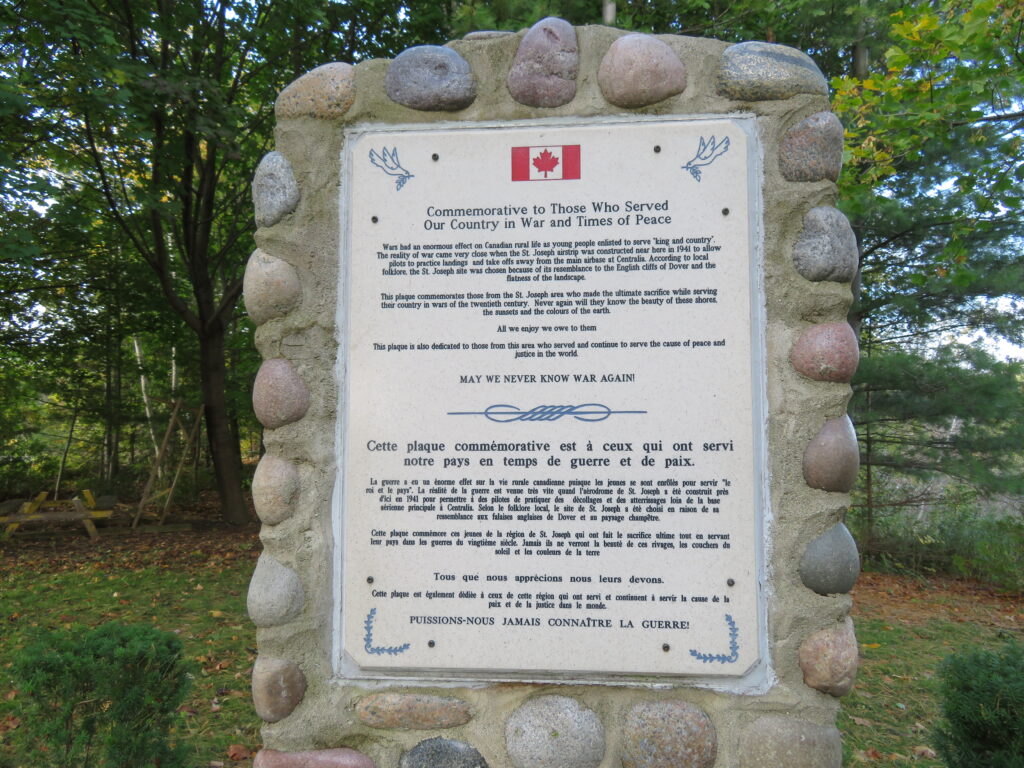 Commemorative to Those Who Served
Our Country in War and Times of Peace
Wars had an enormous effect on Canadian rural life as young people enlisted to serve "king and country".
The reality of war came very close when the St. Joseph airstrip was constructed near here in 1941 to allow
pilots to practice landings and take offs away from the main airbase at Centralia. According to local
folklore, the St. Joseph site was chosen because of its resemblance to the English cliffs of Dover and the
flatness of the landscape.
This plaque commemorates those from the St. Joseph area who made the ultimate sacrifice while serving
their country in wars of the twentieth century. Never again will they know the beauty of these shores,
the sunsets and the colours of the earth.
All we enjoy we owe to them
This plaque is also dedicated to those from this area who served and continue to serve the cause of peace and
justice in the world.
MAY WE NEVER KNOW WAR AGAIN!
Cette plaque commémorative est à ceux qui ont servi
notre pays en temps de guerre et de paix.
La guerre a eu un énorme effet sur la vie rurale canadienne puisque les jeunes se sont enrôlés pour servir "le
roi et le pays". La réalité de la guerre est venue très vite quand l'aérodrome de St. Joseph a été construit près
d'ici en 1941 pour permettre à des pilotes de pratiquer des décollages et des atterrissages loin de la base
aérienne principale à Centralia. Selon le folklore local, le site de St. Joseph a été choisi en raison de sa
ressemblance aux falaises anglaises de Dover et au paysage champêtre.
Cette plaque commémore ces jeunes de la région de St. Joseph qui ont fait le sacrifice ultime tout en servant
leur pays dans les guerres du vingtième siècle. Jamais ils ne verront la beauté de ces rivages, les couchers du
soleil et les couleurs de la terre
Tous que nous apprécions nous leurs devons.
Cette plaque est également dédiée à ceux de cette région qui ont servi et continuent à servir la cause de la
paix et de la justice dans le monde.
PUISSIONS-NOUS JAMAIS CONNAÎTRE LA GUERRE!